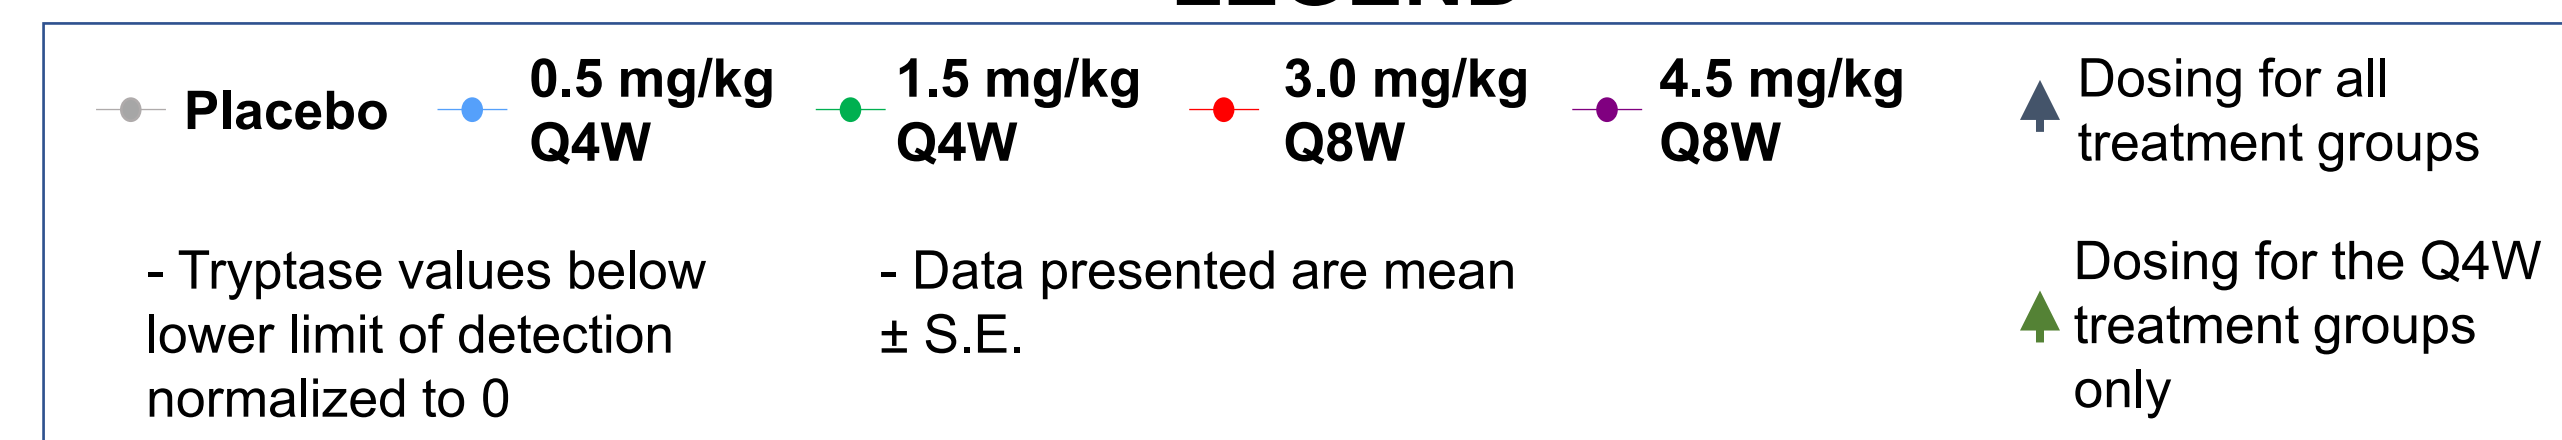 LEGEND
Placebo
0.5 mg/kg
Q4W
1.5 mg/kg
Q4W
3.0 mg/kg
Q8W
4.5 mg/kg
Q8W
Dosing for all
treatment groups
- Tryptase values below
lower limit of detection
normalized to 0
- Data presented are mean
± S.E.
Dosing for the Q4W
treatment groups
only